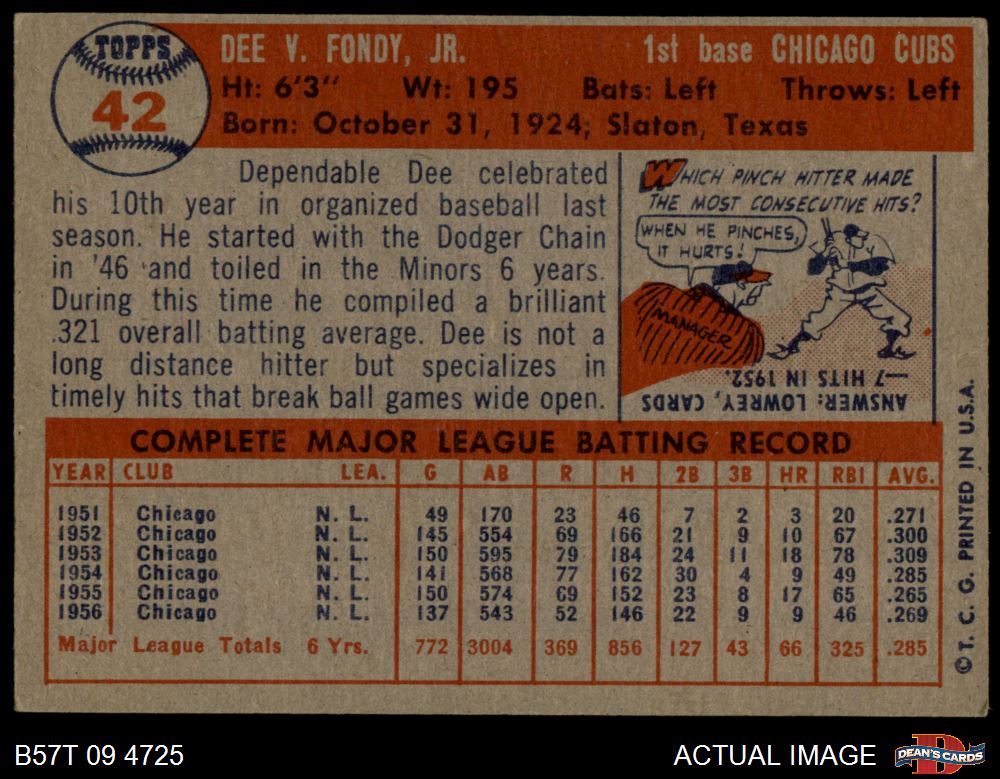 TOPPS
42
DEE V. FONDY, JR. 1st base CHICAGO CUBS
Ht: 6'3" Wt: 195 Bats: Left Throws: Left
Born: October 31, 1924; Slaton, Texas
Dependable Dee celebrated
his 10th year in organized baseball last
season. He started with the Dodger Chain
in '46 and toiled in the Minors 6 years.
During this time he compiled a brilliant
.321 overall batting average. Dee is not a
long distance hitter but specializes in
timely hits that break ball games wide open.
WHICH PINCH HITTER MADE
THE MOST CONSECUTIVE HITS?
WHEN HE PINCHES,
IT HURTS!
MANAGER
ANSWER: LOWREY, CARDS,
—7 HITS IN 1952.
COMPLETE MAJOR LEAGUE BATTING RECORD
YEAR CLUB LEA. G AB R H 2B 3B HR RBI AVG.
1951 Chicago N. L. 49 170 23 46 7 2 3 20 .271
1952 Chicago N. L. 145 554 69 166 21 9 10 67 .300
1953 Chicago N. L. 150 595 79 184 24 11 18 78 .309
1954 Chicago N. L. 141 568 77 162 30 4 9 49 .285
1955 Chicago N. L. 150 574 69 152 23 8 17 65 .265
1956 Chicago N. L. 137 543 52 146 22 9 9 46 .269
Major League Totals 6 Yrs. 772 3004 369 856 127 43 66 325 .285
©T. C. G. PRINTED IN U.S.A.
B57T 09 4725
ACTUAL IMAGE
DEAN'S CARDS